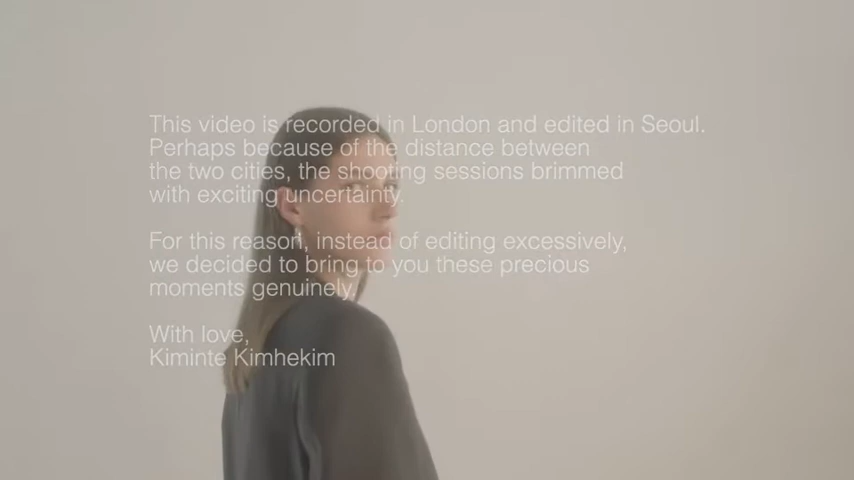 This video is recorded in London and edited in Seoul.
Perhaps because of the distance between
the two cities, the shooting sessions brimmed
with exciting uncertainty.
For this reason, instead of editing excessively,
we decided to bring to you these precious
moments genuinely.
With love,
Kiminte Kimhekim